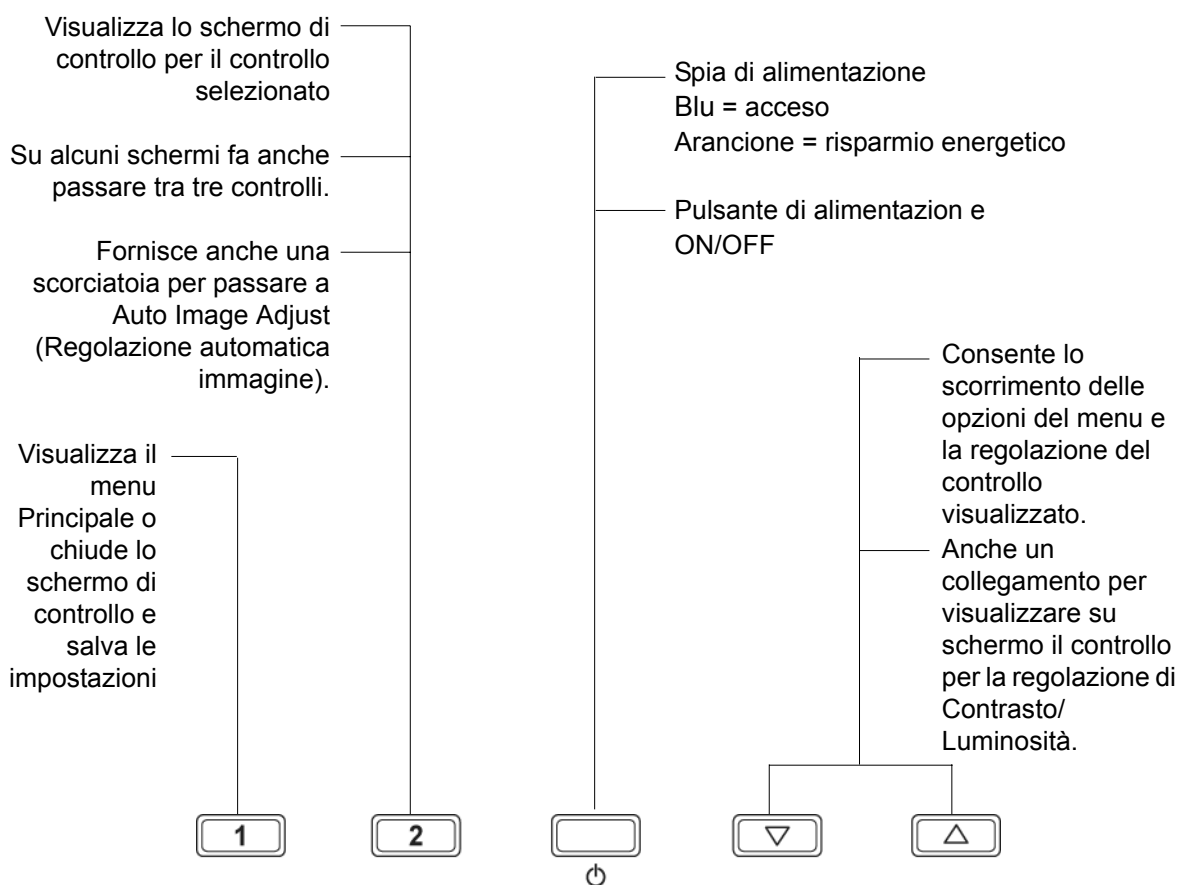 Visualizza lo schermo di
controllo per il controllo
selezionato
Su alcuni schermi fa anche
passare tra tre controlli.
Fornisce anche una
scorciatoia per passare a
Auto Image Adjust
(Regolazione automatica
immagine).
Visualizza il
menu
Principale o
chiude lo
schermo di
controllo e
salva le
impostazioni
Spia di alimentazione
Blu = acceso
Arancione = risparmio energetico
Pulsante di alimentazion e
ON/OFF
Consente lo
scorrimento delle
opzioni del menu e
la regolazione del
controllo
visualizzato.
Anche un
collegamento per
visualizzare su
schermo il controllo
per la regolazione di
Contrasto/
Luminosità.
1
2